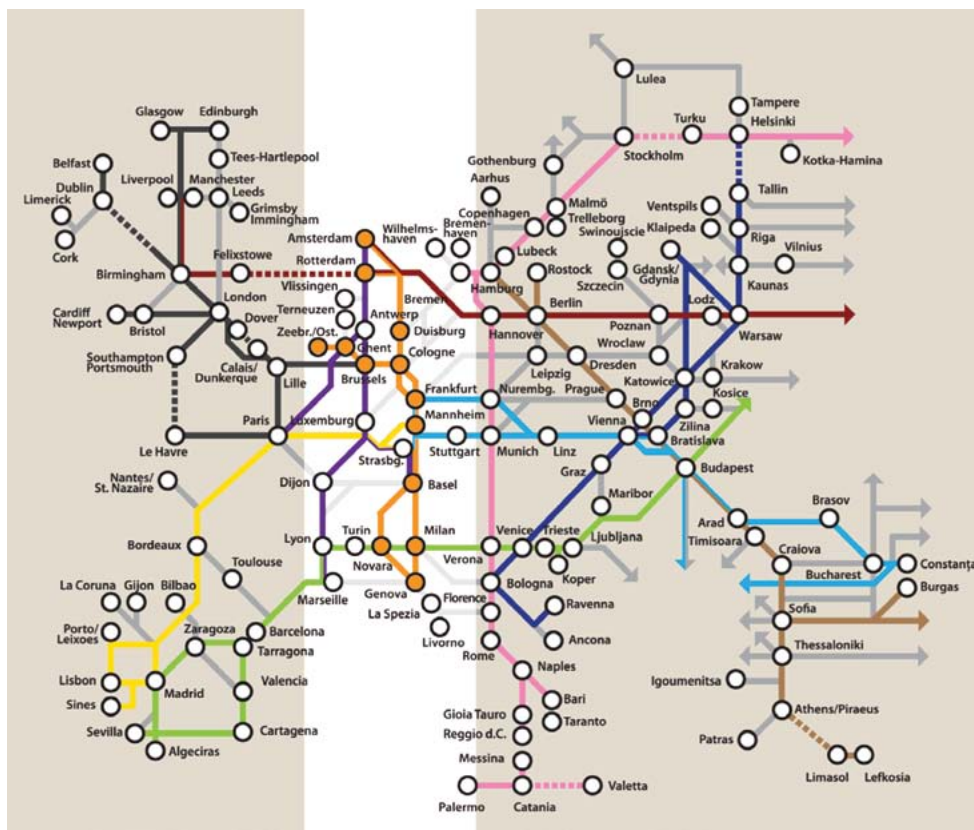 Lulea
Glasgow
Edinburgh
Tampere
Turku
Helsinki
Stockholm
Kotka-Hamina
Belfast
Tees-Hartlepool
Gothenburg
Dublin
Liverpool
Manchester
Leeds
Aarhus
Tallin
Limerick
Grimsby
Immingham
Copenhagen
Malmö
Trelleborg
Ventspils
Cork
Wilhelms-
haven
Bremen-
haven
Swinoujscie
Klaipeda
Riga
Vilnius
Amsterdam
Lubeck
Birmingham
Felixstowe
Rotterdam
Hamburg
Rostock
Szczecin
Gdansk/
Gdynia
Kaunas
Vlissingen
Bremen
Berlin
Lodz
Cardiff
Newport
Bristol
London
Dover
Terneuzen
Antwerp
Duisburg
Hannover
Poznan
Warsaw
Zeebr./Ost.
Ghent
Cologne
Wroclaw
Southampton
Portsmouth
Calais/
Dunkerque
Lille
Brussels
Leipzig
Dresden
Katowice
Krakow
Frankfurt
Nurembg.
Prague
Brno
Kosice
Paris
Luxemburg
Mannheim
Vienna
Zilina
Le Havre
Strasbg.
Stuttgart
Munich
Linz
Bratislava
Nantes/
St. Nazaire
Dijon
Basel
Graz
Maribor
Budapest
Brasov
Arad
Timisoara
Bordeaux
Lyon
Turin
Milan
Venice
Trieste
Ljubljana
Craiova
Toulouse
Novara
Verona
Koper
Bucharest
Constanța
La Coruna
Gijon
Bilbao
Marseille
Genova
La Spezia
Florence
Bologna
Ravenna
Burgas
Porto/
Leixoes
Zaragoza
Barcelona
Tarragona
Livorno
Ancona
Sofia
Rome
Thessaloniki
Lisbon
Madrid
Valencia
Naples
Igoumenitsa
Sines
Bari
Taranto
Gioia Tauro
Reggio d.C.
Sevilla
Algeciras
Cartagena
Athens/Piraeus
Patras
Messina
Limasol
Lefkosia
Palermo
Catania
Valetta